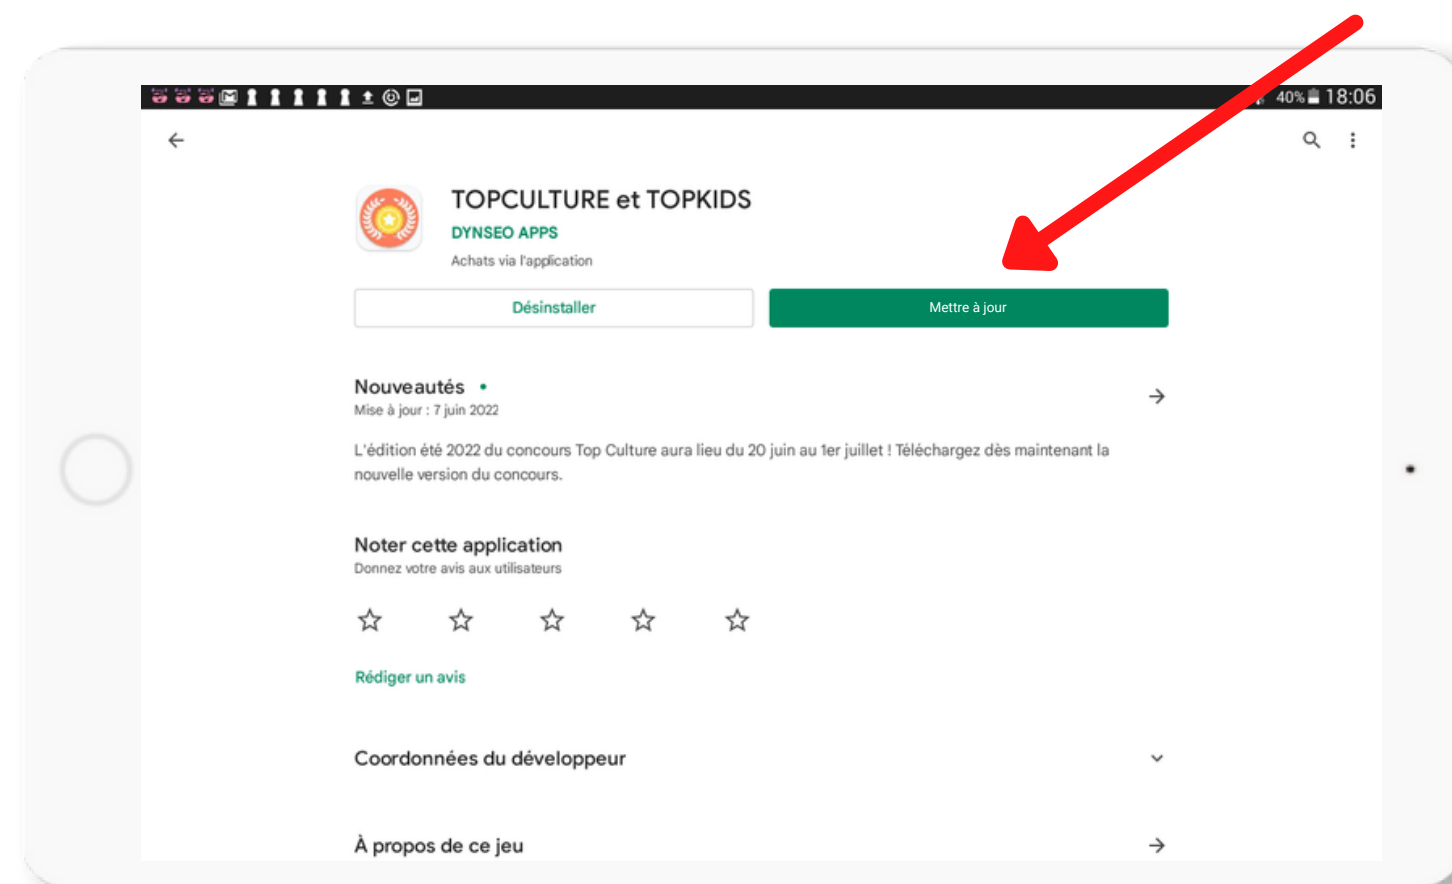 40% 18:06
TOPCULTURE et TOPKIDS
DYNSEO APPS
Achats via l'application
Désinstaller
Mettre à jour
Nouveautés
Mise à jour : 7 juin 2022
L'édition été 2022 du concours Top Culture aura lieu du 20 juin au 1er juillet ! Téléchargez dès maintenant la
nouvelle version du concours.
Noter cette application
Donnez votre avis aux utilisateurs
Rédiger un avis
Coordonnées du développeur
À propos de ce jeu